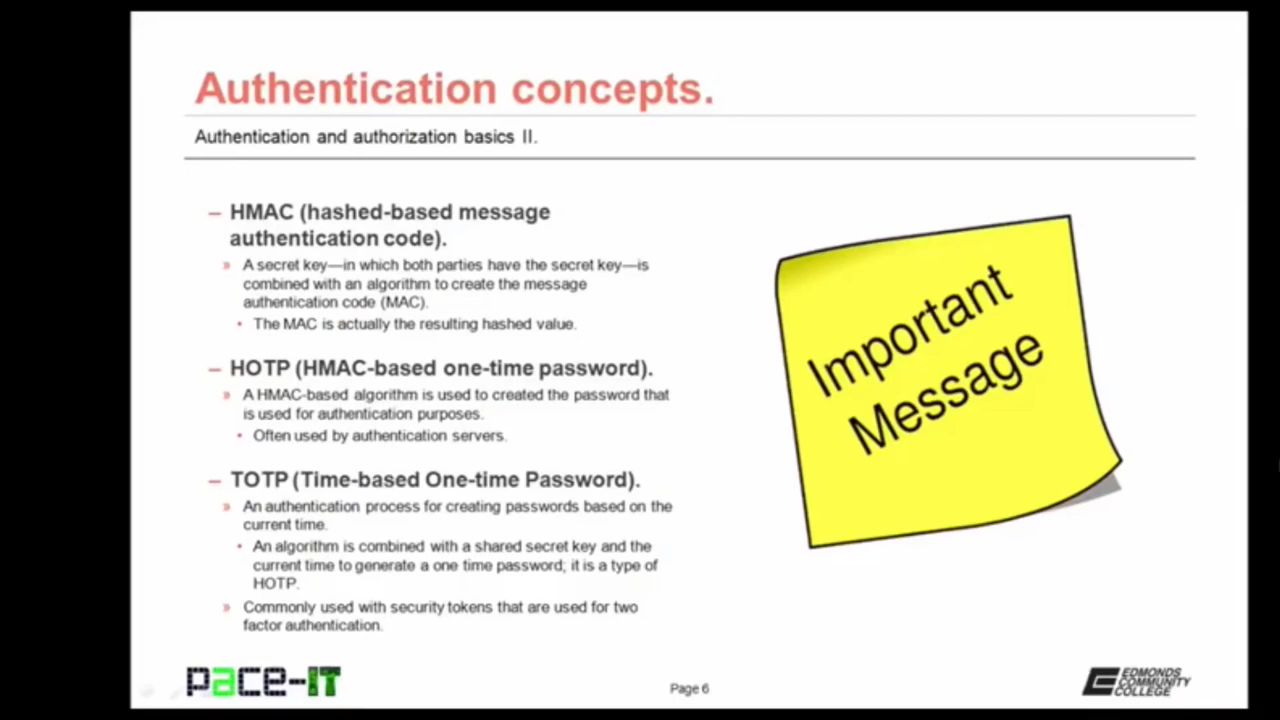 Authentication concepts.
Authentication and authorization basics II.
– HMAC (hashed-based message
authentication code).
» A secret key—in which both parties have the secret key—is
combined with an algorithm to create the message
authentication code (MAC).
• The MAC is actually the resulting hashed value.
– HOTP (HMAC-based one-time password).
» A HMAC-based algorithm is used to created the password that
is used for authentication purposes.
• Often used by authentication servers.
– TOTP (Time-based One-time Password).
» An authentication process for creating passwords based on the
current time.
• An algorithm is combined with a shared secret key and the
current time to generate a one time password; it is a type of
HOTP.
» Commonly used with security tokens that are used for two
factor authentication.
Important
Message
pace-IT
Page 6
EDMONDS
COMMUNITY
COLLEGE